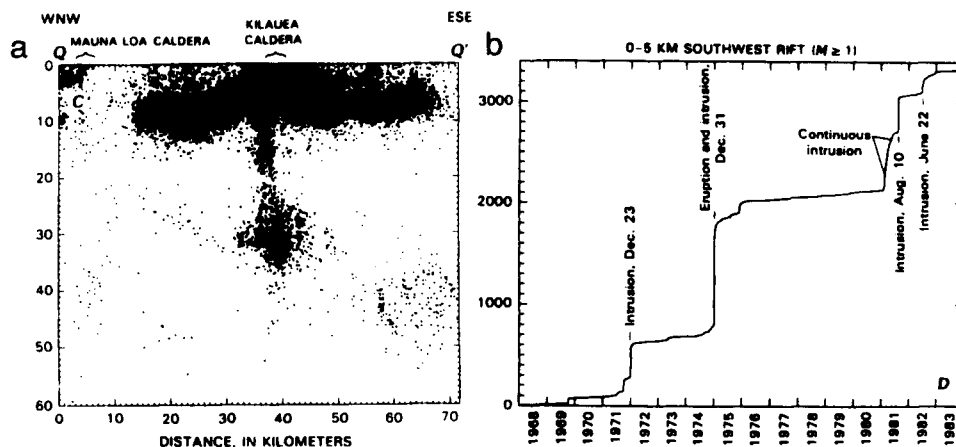 WNW
ESE
KILAUEA
CALDERA
MAUNA LOA CALDERA
a
Q
Q'
C
0
10
20
30
40
50
60
0 10 20 30 40 50 60 70
DISTANCE, IN KILOMETERS
b
0–5 KM SOUTHWEST RIFT (M ≥ 1)
3000
2000
1000
0
Intrusion, Dec. 23
Eruption and intrusion,
Dec. 31
Continuous
intrusion
Intrusion, Aug. 10
Intrusion, June 22
D
1968 1969 1970 1971 1972 1973 1974 1975 1976 1977 1978 1979 1980 1981 1982 1983